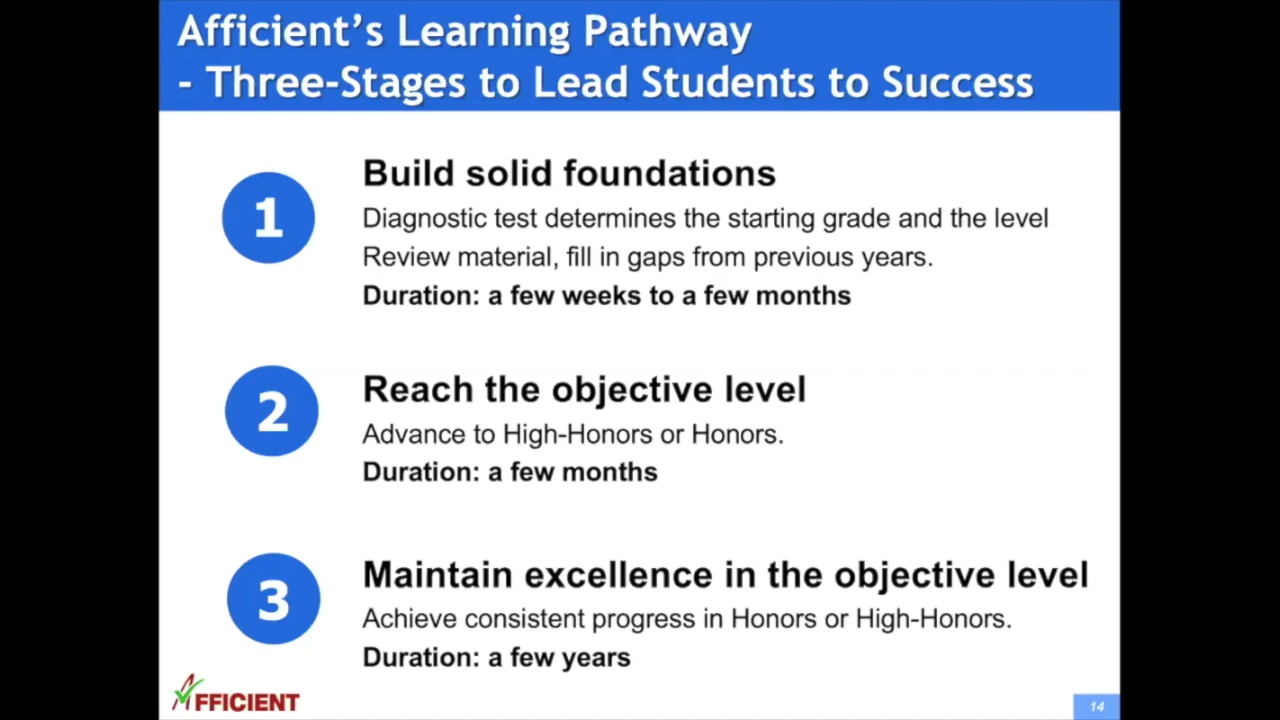 Afficient's Learning Pathway
- Three-Stages to Lead Students to Success
1
Build solid foundations
Diagnostic test determines the starting grade and the level
Review material, fill in gaps from previous years.
Duration: a few weeks to a few months
2
Reach the objective level
Advance to High-Honors or Honors.
Duration: a few months
3
Maintain excellence in the objective level
Achieve consistent progress in Honors or High-Honors.
Duration: a few years
AFFICIENT
14